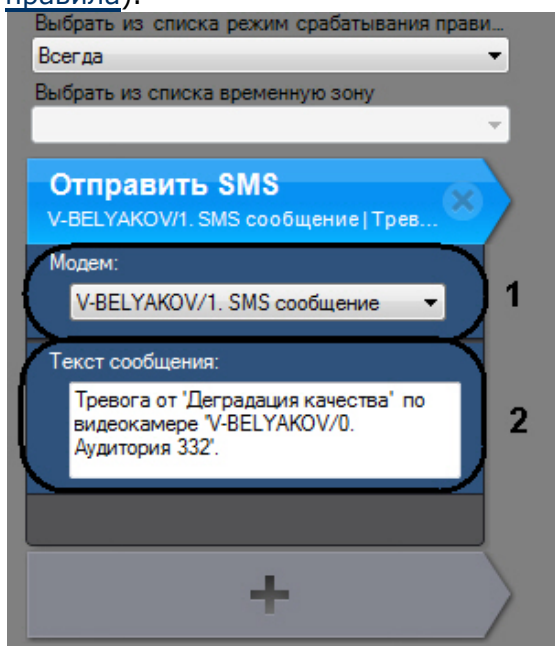 правила).
Выбрать из списка режим срабатывания прави...
Всегда
Выбрать из списка временную зону
Отправить SMS
V-BELYAKOV/1. SMS сообщение | Трев...
Модем:
V-BELYAKOV/1. SMS сообщение
1
Текст сообщения:
Тревога от 'Деградация качества' по
видеокамере 'V-BELYAKOV/0.
Аудитория 332'.
2